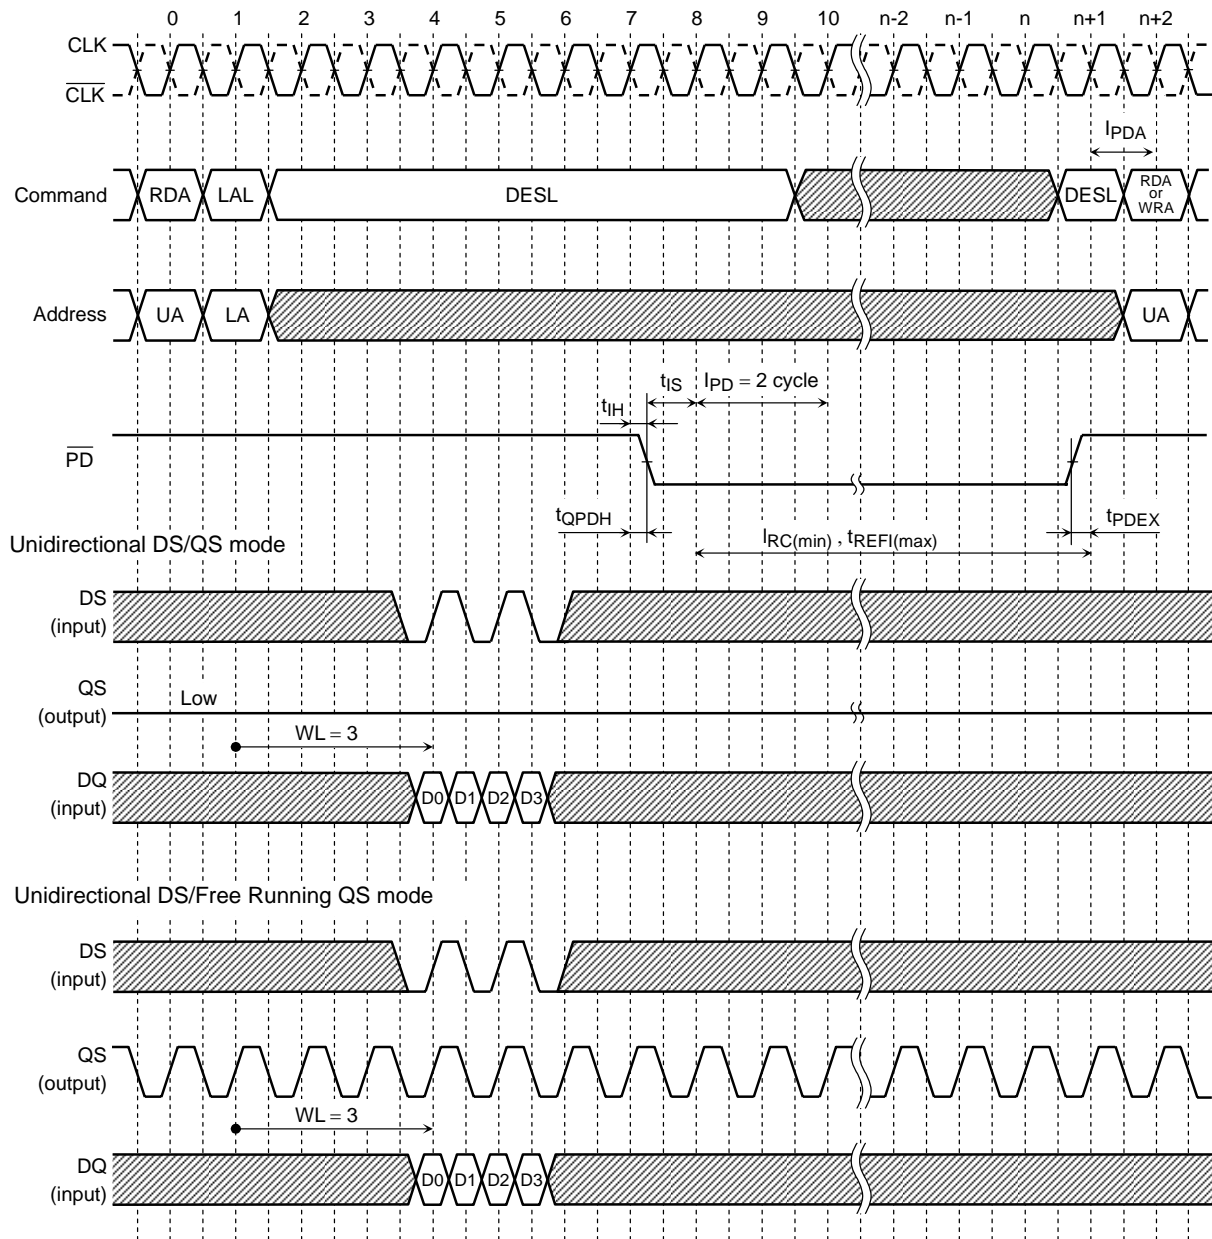 0 1 2 3 4 5 6 7 8 9 10 n-2 n-1 n n+1 n+2
CLK
CLK
IPDA
Command RDA LAL DESL DESL RDA or WRA
Address UA LA UA
tIS IPD = 2 cycle
tIH
PD
tQPDH tPDEX
IRC(min) , tREFI(max)
Unidirectional DS/QS mode
DS
(input)
QS
(output)
Low
WL = 3
DQ
(input)
D0 D1 D2 D3
Unidirectional DS/Free Running QS mode
DS
(input)
QS
(output)
WL = 3
DQ
(input)
D0 D1 D2 D3